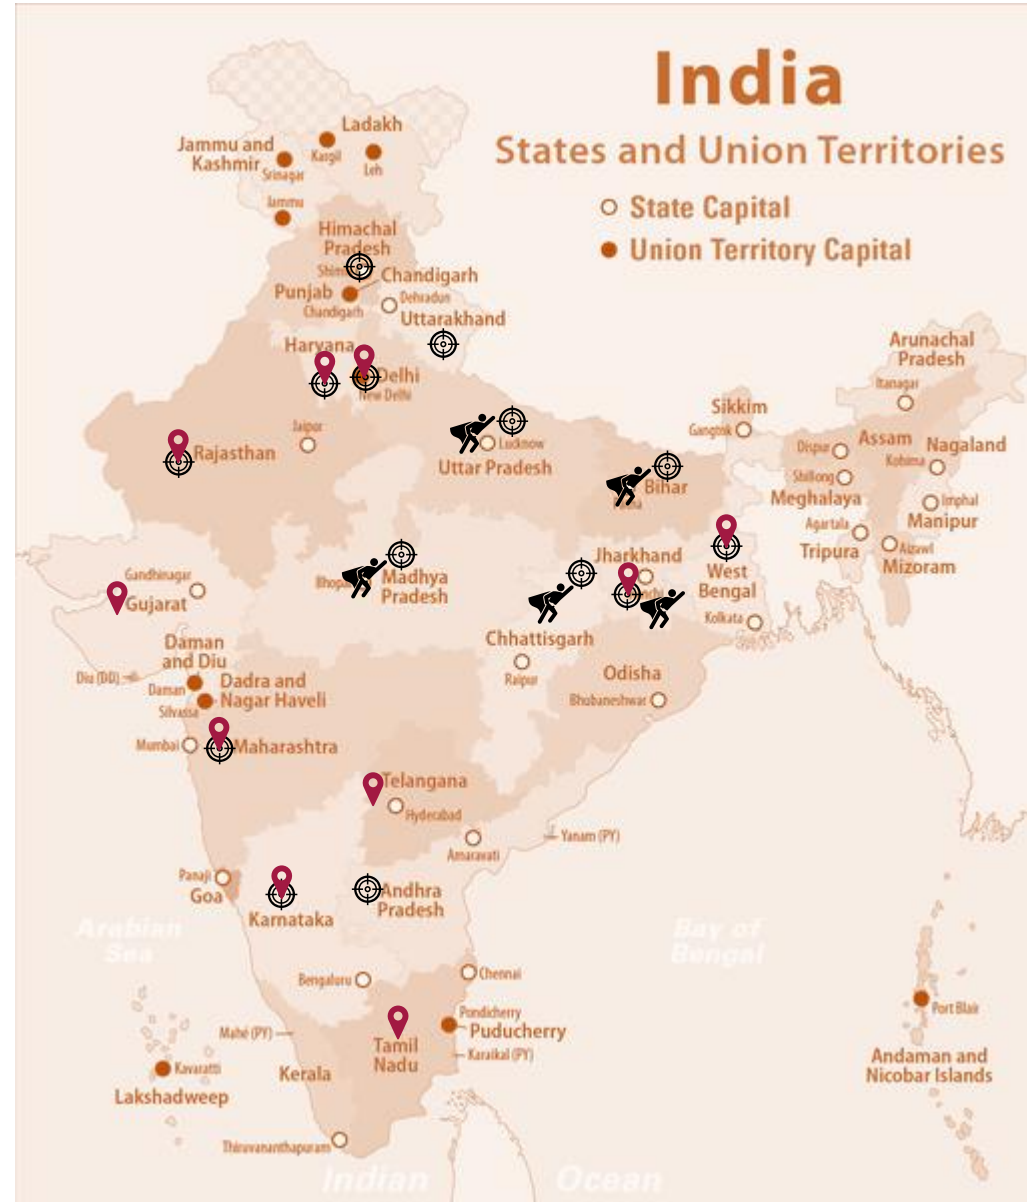 India
States and Union Territories
State Capital
Union Territory Capital
Ladakh
Jammu and
Kashmir
Srinagar
Kargil
Leh
Jammu
Himachal
Pradesh
Chandigarh
Punjab
Chandigarh
Dehradun
Uttarakhand
Haryana
Delhi
New Delhi
Arunachal
Pradesh
Itanagar
Sikkim
Gangtok
Jaipur
Rajasthan
Lucknow
Uttar Pradesh
Bihar
Dispur
Assam
Nagaland
Kohima
Shillong
Meghalaya
Imphal
Manipur
Agartala
Tripura
Aizawl
Mizoram
Jharkhand
West
Bengal
Kolkata
Madhya
Pradesh
Gandhinagar
Gujarat
Chhattisgarh
Raipur
Odisha
Bhubaneshwar
Daman
and Diu
Diu (DD)
Daman
Dadra and
Nagar Haveli
Silvassa
Mumbai
Maharashtra
Telangana
Hyderabad
Amaravati
Yanam (PY)
Panaji
Goa
Karnataka
Andhra
Pradesh
Arabian
Sea
Bay of
Bengal
Bengaluru
Chennai
Pondicherry
Puducherry
Mahé (PY)
Tamil
Nadu
Karaikal (PY)
Kerala
Kavaratti
Lakshadweep
Port Blair
Andaman and
Nicobar Islands
Thiruvananthapuram
Indian Ocean